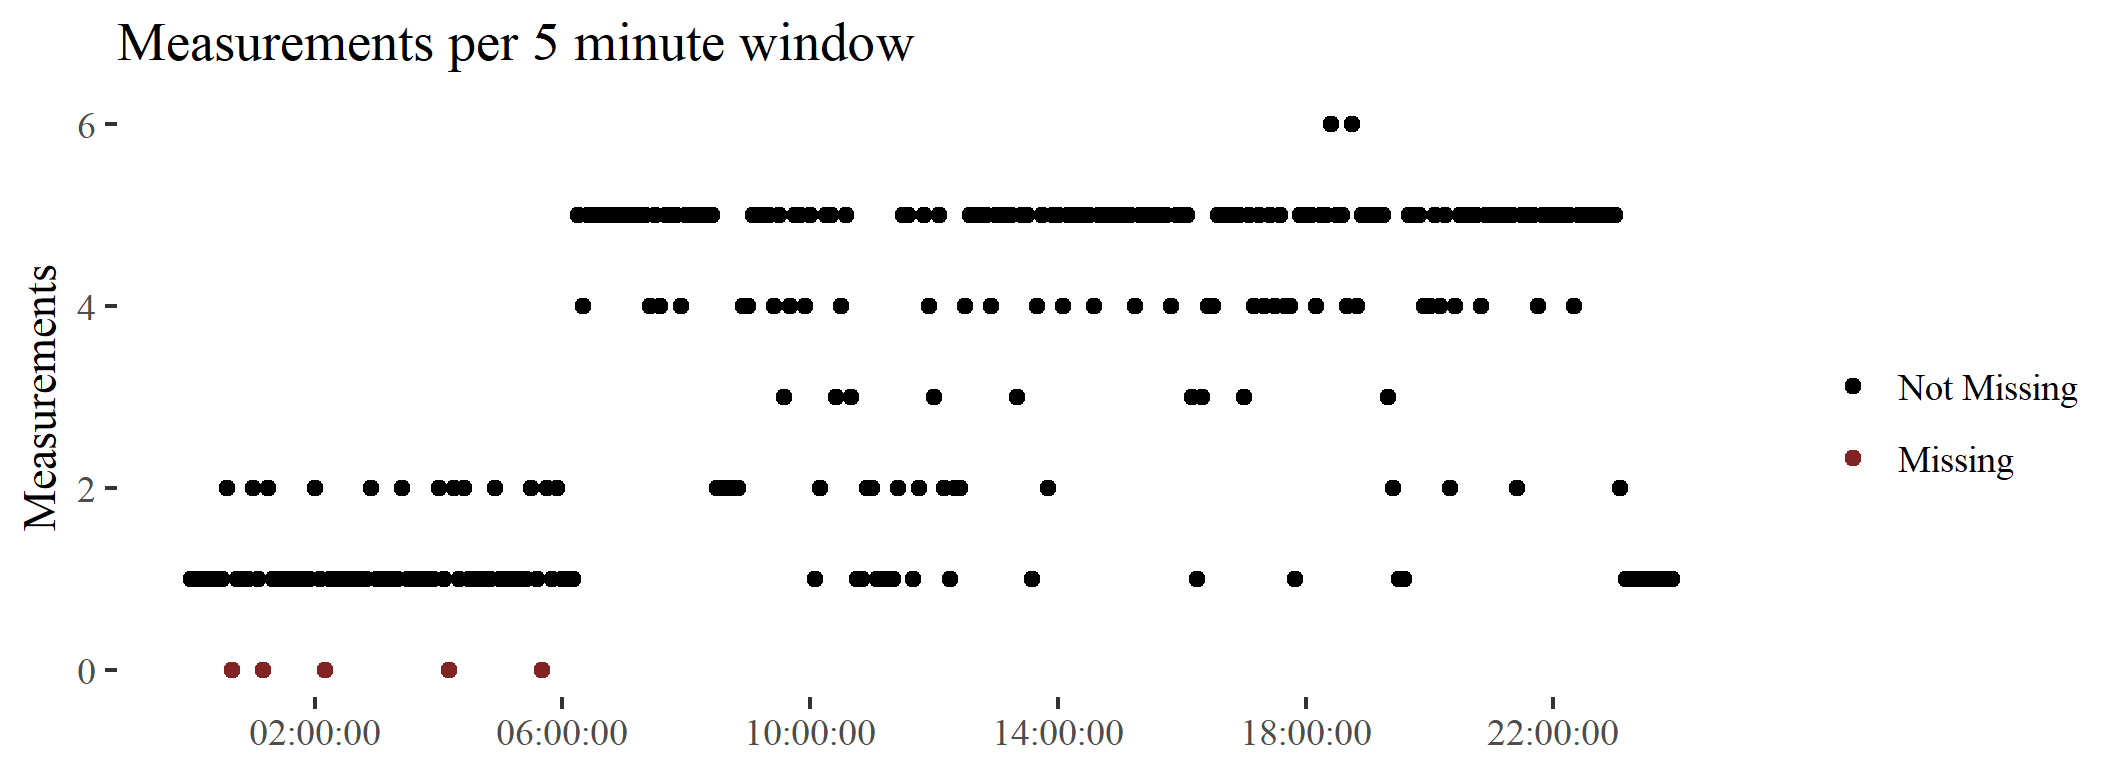 Measurements per 5 minute window
Measurements
6
4
2
0
02:00:00 06:00:00 10:00:00 14:00:00 18:00:00 22:00:00
Not Missing
Missing